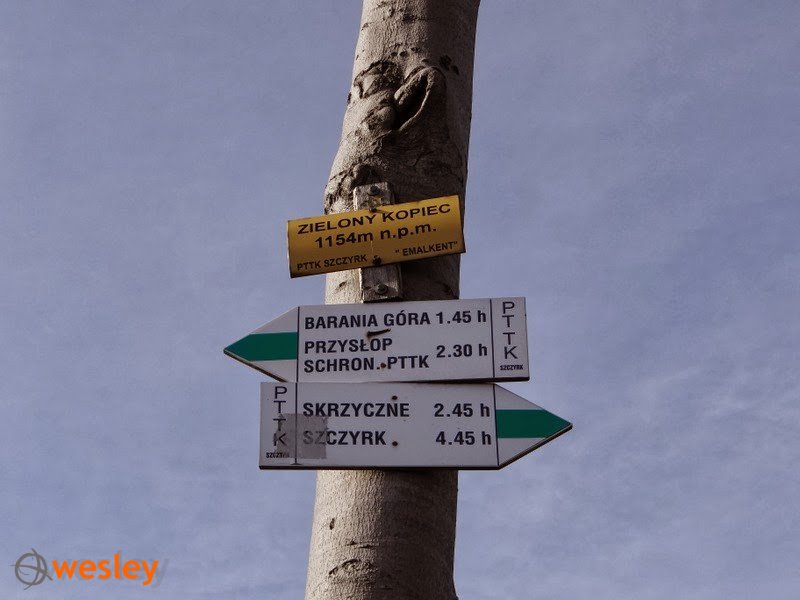 ZIELONY KOPIEC
1154m n.p.m.
PTTK SZCZYRK "EMALKENT"
BARANIA GÓRA 1.45 h
PRZYSŁOP
SCHRON. PTTK 2.30 h
PTTK
SZCZYRK
PTTK
SZCZYRK
SKRZYCZNE 2.45 h
SZCZYRK 4.45 h
wesley